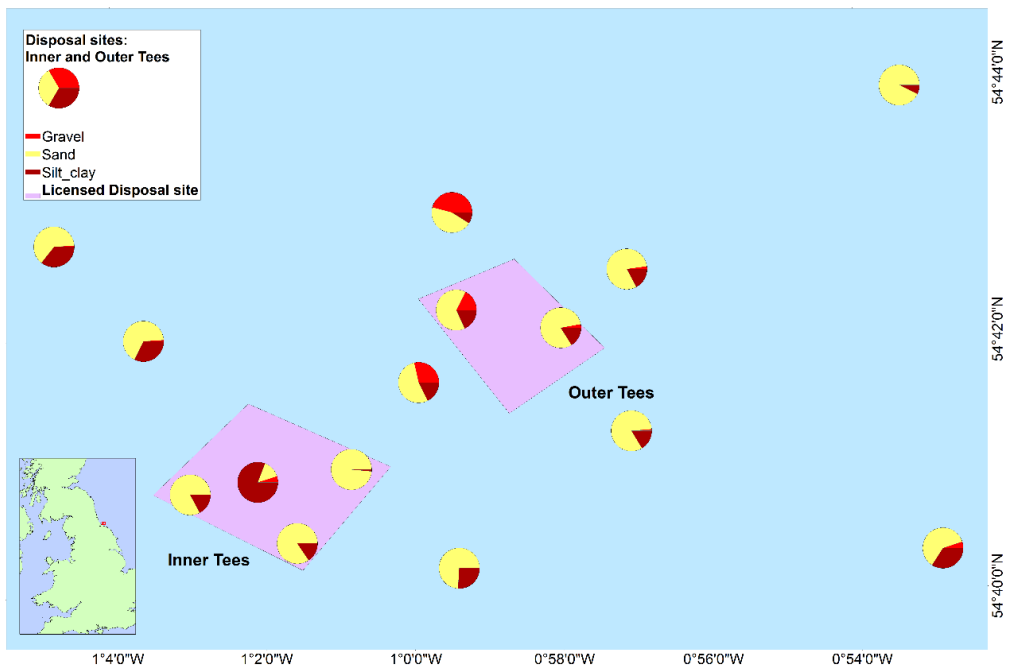 Disposal sites:
Inner and Outer Tees
Gravel
Sand
Silt_clay
Licensed Disposal site
Outer Tees
Inner Tees
54°44'0"N
54°42'0"N
54°40'0"N
1°4'0"W
1°2'0"W
1°0'0"W
0°58'0"W
0°56'0"W
0°54'0"W